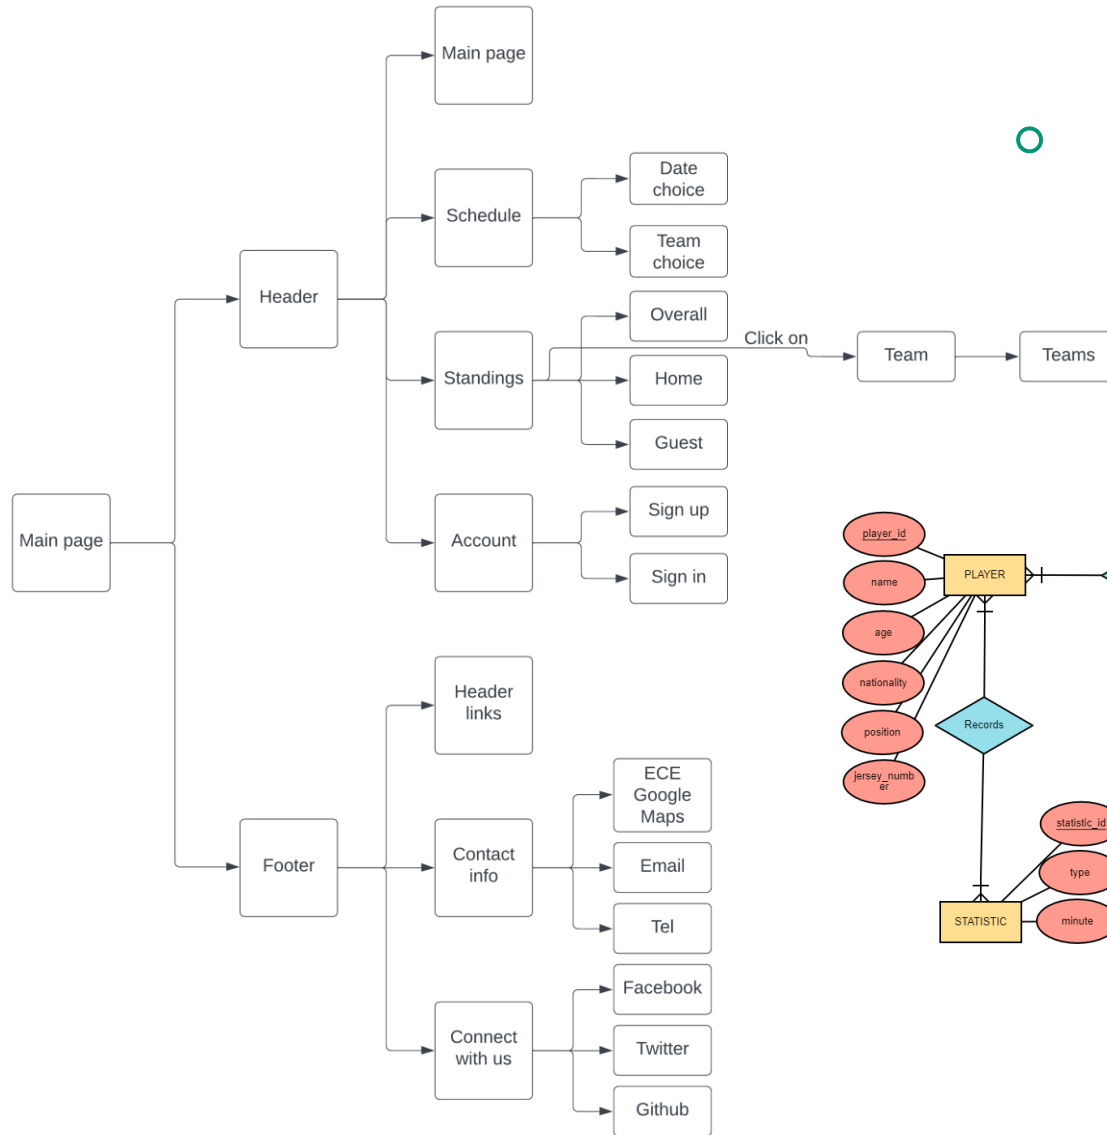 Main page
Header
Main page
Schedule
Date
choice
Team
choice
Standings
Overall
Home
Guest
Click on
Team
Teams
Account
Sign up
Sign in
Footer
Header
links
Contact
info
ECE
Google
Maps
Email
Tel
Connect
with us
Facebook
Twitter
Github
player_id
name
age
nationality
position
jersey_numb
er
PLAYER
Records
STATISTIC
statistic_id
type
minute